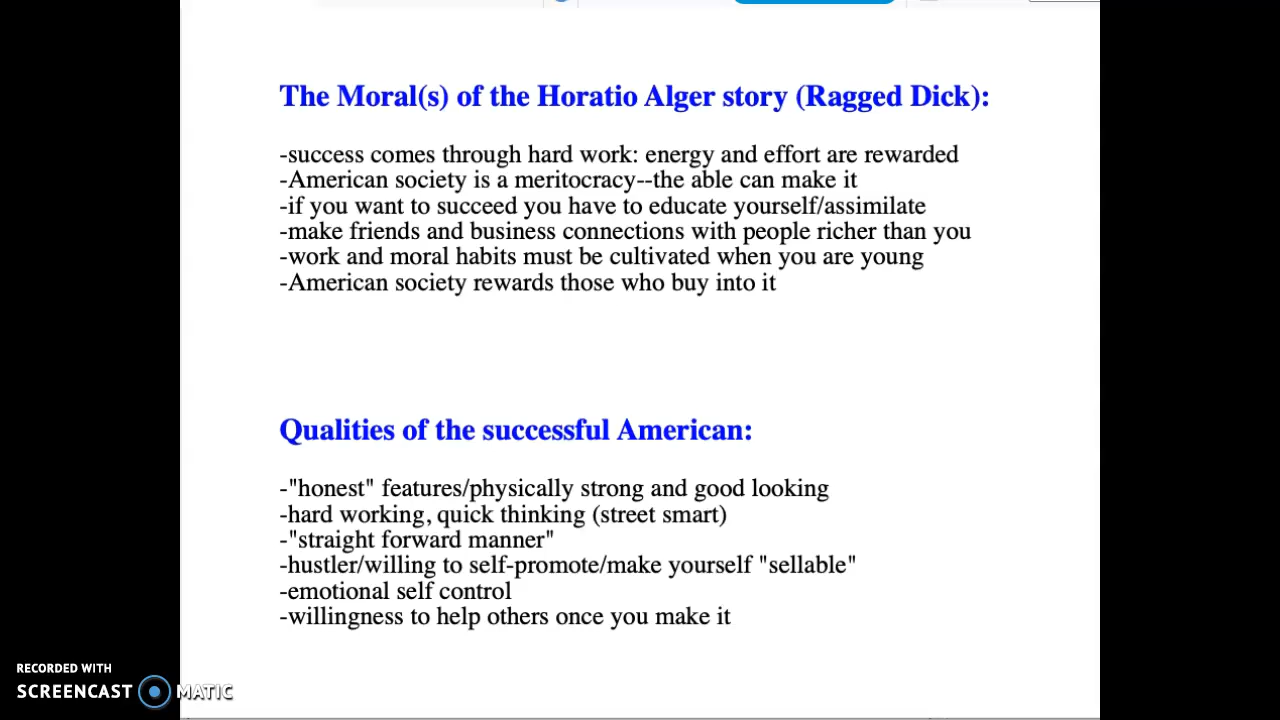 The Moral(s) of the Horatio Alger story (Ragged Dick):
-success comes through hard work: energy and effort are rewarded
-American society is a meritocracy--the able can make it
-if you want to succeed you have to educate yourself/assimilate
-make friends and business connections with people richer than you
-work and moral habits must be cultivated when you are young
-American society rewards those who buy into it
Qualities of the successful American:
-"honest" features/physically strong and good looking
-hard working, quick thinking (street smart)
-"straight forward manner"
-hustler/willing to self-promote/make yourself "sellable"
-emotional self control
-willingness to help others once you make it
RECORDED WITH
SCREENCAST MATIC